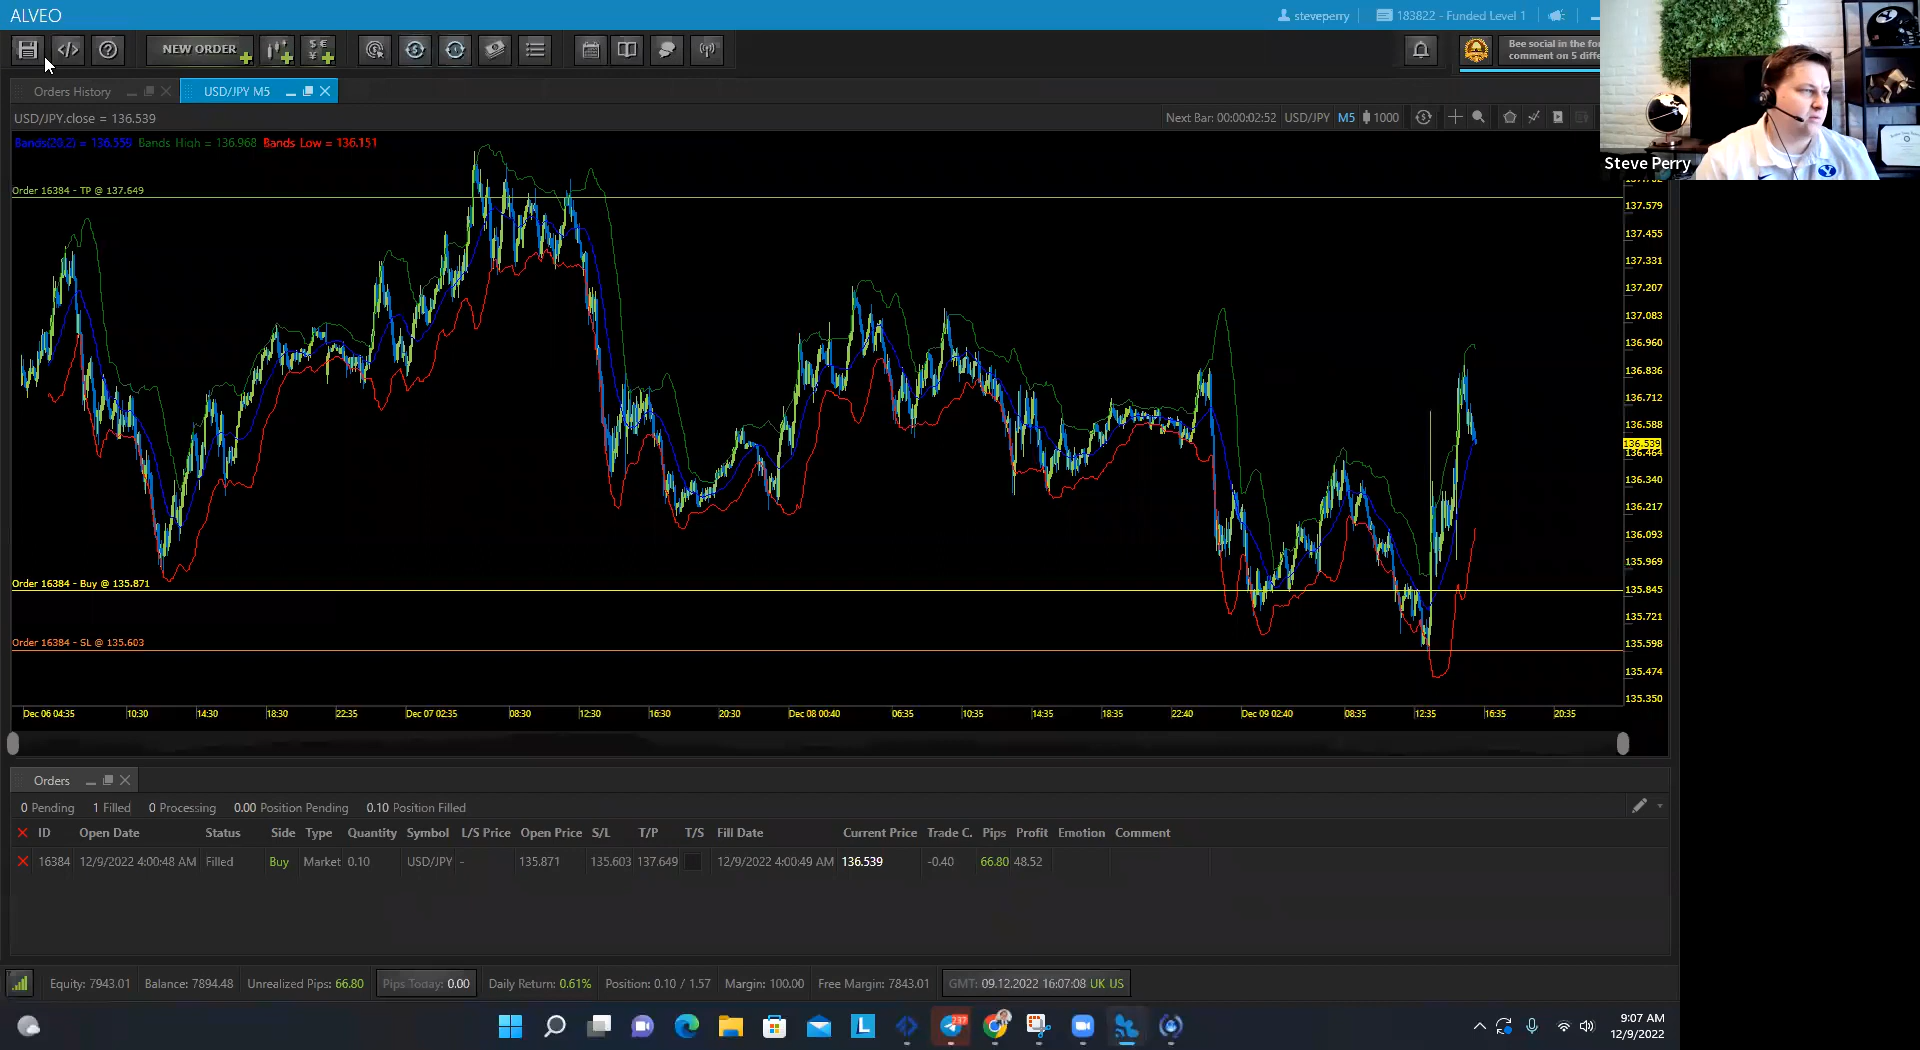 ALVEO
steveperry
183822 - Funded Level 1
NEW ORDER
Bee social in the fo
comment on 5 diffe
Steve Perry
Orders History
USD/JPY M5
USD/JPY.close = 136.539
Next Bar: 00:00:02:52 USD/JPY M5 1000
Bands(20,2) = 136.559 Bands High = 136.968 Bands Low = 136.151
Order 16384 - TP @ 137.649
137.579
137.455
137.331
137.207
137.083
136.960
136.836
136.712
136.588
136.539
136.464
136.340
136.217
136.093
135.969
Order 16384 - Buy @ 135.871
135.845
135.721
Order 16384 - SL @ 135.603
135.598
135.474
135.350
Dec 06 04:35 10:30 14:30 18:30 22:35 Dec 07 02:35 08:30 12:30 16:30 20:30 Dec 08 00:40 06:35 10:35 14:35 18:35 22:40 Dec 09 02:40 08:35 12:35 16:35 20:35
Orders
0 Pending 1 Filled 0 Processing 0.00 Position Pending 0.10 Position Filled
ID Open Date Status Side Type Quantity Symbol L/S Price Open Price S/L T/P T/S Fill Date Current Price Trade C. Pips Profit Emotion Comment
16384 12/9/2022 4:00:48 AM Filled Buy Market 0.10 USD/JPY - 135.871 135.603 137.649 12/9/2022 4:00:49 AM 136.539 -0.40 66.80 48.52
Equity: 7943.01 Balance: 7894.48 Unrealized Pips: 66.80 Pips Today: 0.00 Daily Return: 0.61% Position: 0.10 / 1.57 Margin: 100.00 Free Margin: 7843.01 GMT: 09.12.2022 16:07:08 UK US
237
9:07 AM
12/9/2022